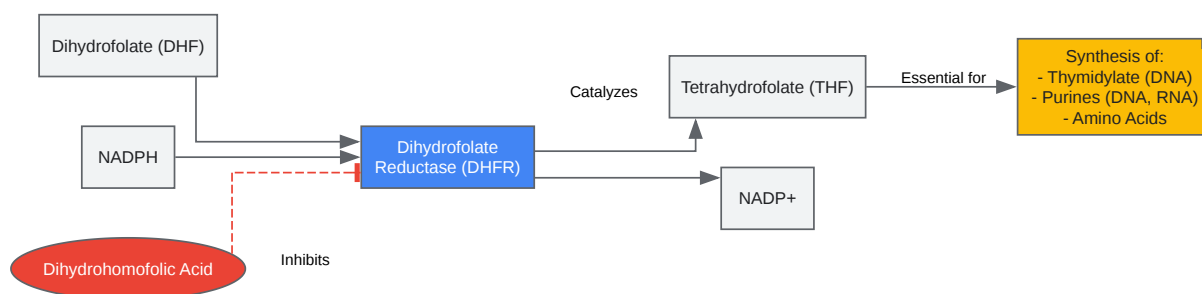 Dihydrofolate (DHF)
NADPH
Dihydrohomofolic Acid
Inhibits
Dihydrofolate
Reductase (DHFR)
Catalyzes
Tetrahydrofolate (THF)
NADP+
Essential for
Synthesis of:
- Thymidylate (DNA)
- Purines (DNA, RNA)
- Amino Acids